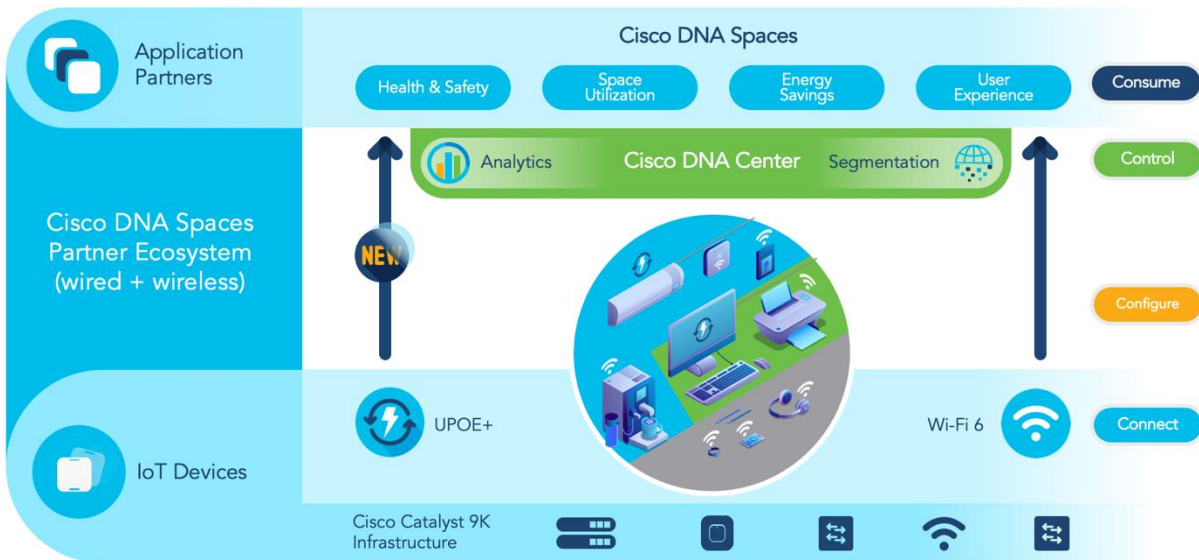 Application
Partners
Cisco DNA Spaces
Health & Safety
Space
Utilization
Energy
Savings
User
Experience
Consume
Analytics
Cisco DNA Center
Segmentation
Control
Cisco DNA Spaces
Partner Ecosystem
(wired + wireless)
NEW
Configure
UPOE+
Wi-Fi 6
Connect
IoT Devices
Cisco Catalyst 9K
Infrastructure